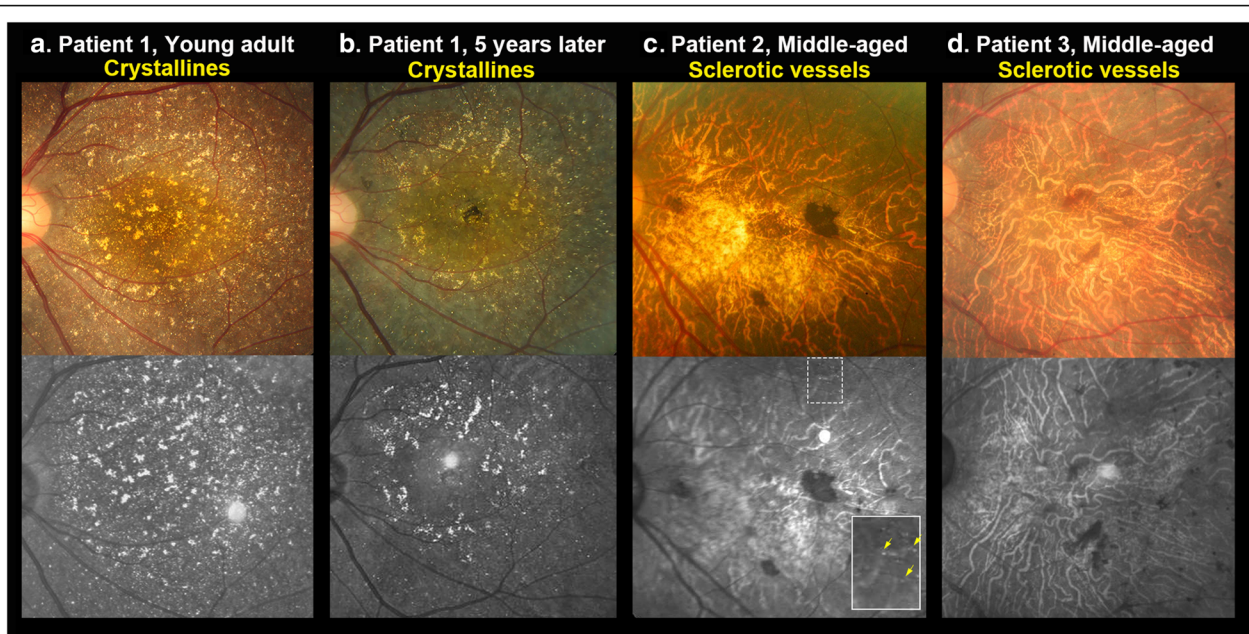 a. Patient 1, Young adult
Crystallines
b. Patient 1, 5 years later
Crystallines
c. Patient 2, Middle-aged
Sclerotic vessels
d. Patient 3, Middle-aged
Sclerotic vessels